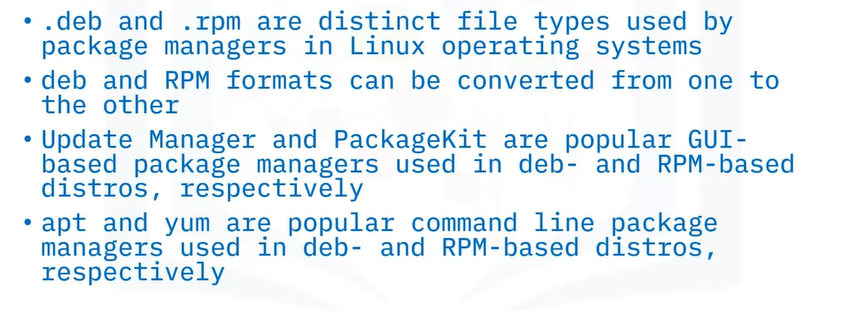 • .deb and .rpm are distinct file types used by
package managers in Linux operating systems
• deb and RPM formats can be converted from one to
the other
• Update Manager and PackageKit are popular GUI-
based package managers used in deb- and RPM-based
distros, respectively
• apt and yum are popular command line package
managers used in deb- and RPM-based distros,
respectively